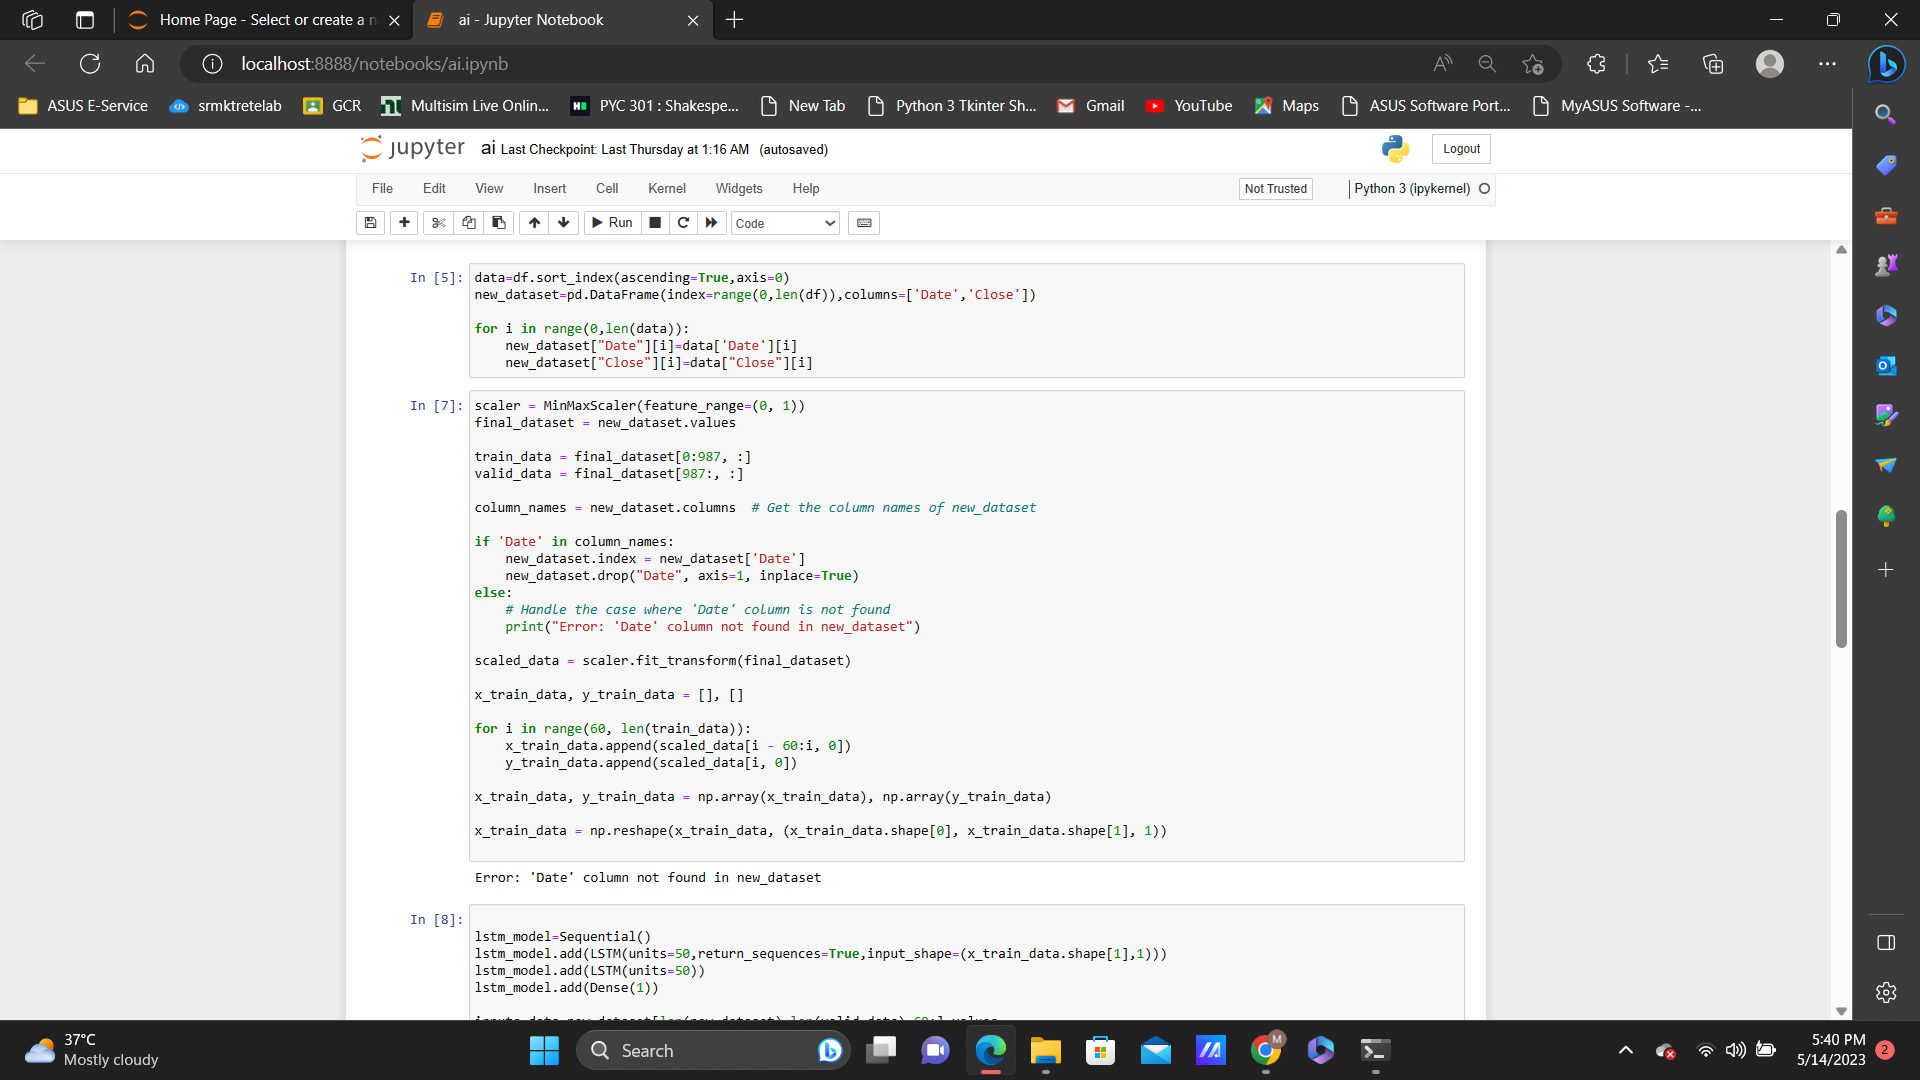 Home Page - Select or create a n
ai - Jupyter Notebook
localhost:8888/notebooks/ai.ipynb
ASUS E-Service
srmktretelab
GCR
Multisim Live Onlin...
PYC 301 : Shakespe...
New Tab
Python 3 Tkinter Sh...
Gmail
YouTube
Maps
ASUS Software Port...
MyASUS Software -...
jupyter ai Last Checkpoint: Last Thursday at 1:16 AM (autosaved)
Logout
File Edit View Insert Cell Kernel Widgets Help
Not Trusted
Python 3 (ipykernel)
Run
Code
In [5]:
data=df.sort_index(ascending=True,axis=0)
new_dataset=pd.DataFrame(index=range(0,len(df)),columns=['Date','Close'])
for i in range(0,len(data)):
    new_dataset["Date"][i]=data['Date'][i]
    new_dataset["Close"][i]=data["Close"][i]
In [7]:
scaler = MinMaxScaler(feature_range=(0, 1))
final_dataset = new_dataset.values
train_data = final_dataset[0:987, :]
valid_data = final_dataset[987:, :]
column_names = new_dataset.columns  # Get the column names of new_dataset
if 'Date' in column_names:
    new_dataset.index = new_dataset['Date']
    new_dataset.drop("Date", axis=1, inplace=True)
else:
    # Handle the case where 'Date' column is not found
    print("Error: 'Date' column not found in new_dataset")
scaled_data = scaler.fit_transform(final_dataset)
x_train_data, y_train_data = [], []
for i in range(60, len(train_data)):
    x_train_data.append(scaled_data[i - 60:i, 0])
    y_train_data.append(scaled_data[i, 0])
x_train_data, y_train_data = np.array(x_train_data), np.array(y_train_data)
x_train_data = np.reshape(x_train_data, (x_train_data.shape[0], x_train_data.shape[1], 1))
Error: 'Date' column not found in new_dataset
In [8]:
lstm_model=Sequential()
lstm_model.add(LSTM(units=50,return_sequences=True,input_shape=(x_train_data.shape[1],1)))
lstm_model.add(LSTM(units=50))
lstm_model.add(Dense(1))
37°C
Mostly cloudy
Search
M
5:40 PM
5/14/2023
2